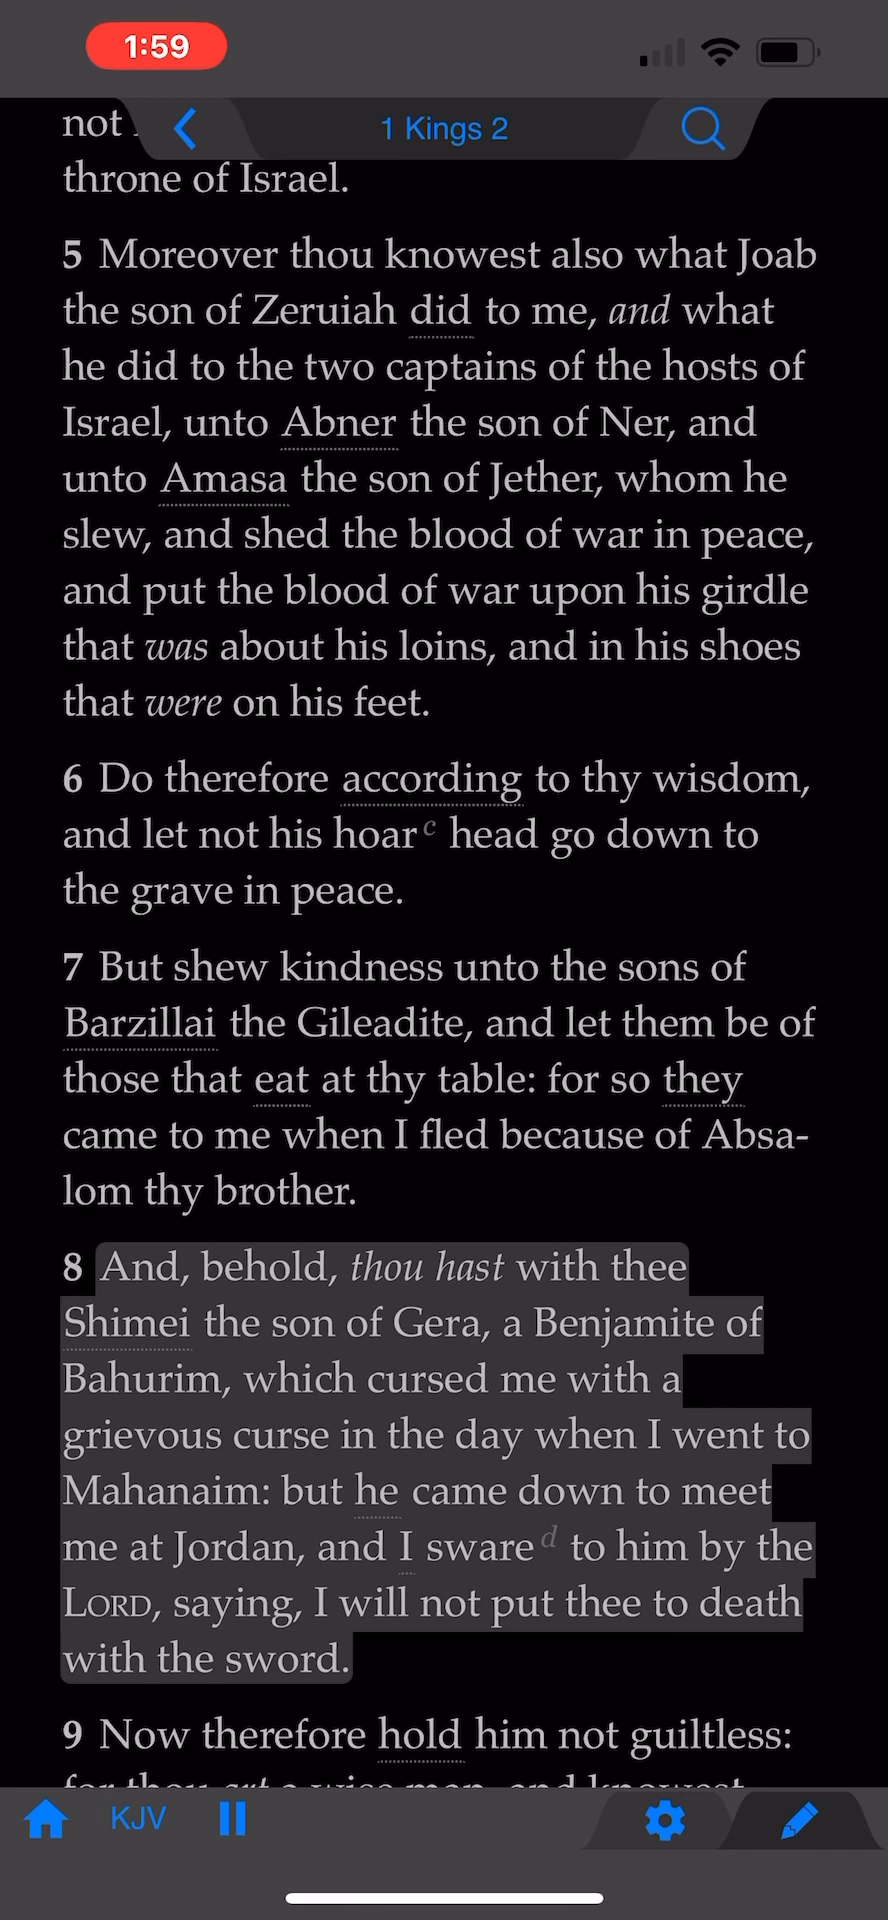 1:59
1 Kings 2
not
throne of Israel.
5 Moreover thou knowest also what Joab
the son of Zeruiah did to me, and what
he did to the two captains of the hosts of
Israel, unto Abner the son of Ner, and
unto Amasa the son of Jether, whom he
slew, and shed the blood of war in peace,
and put the blood of war upon his girdle
that was about his loins, and in his shoes
that were on his feet.
6 Do therefore according to thy wisdom,
and let not his hoar c head go down to
the grave in peace.
7 But shew kindness unto the sons of
Barzillai the Gileadite, and let them be of
those that eat at thy table: for so they
came to me when I fled because of Absa-
lom thy brother.
8 And, behold, thou hast with thee
Shimei the son of Gera, a Benjamite of
Bahurim, which cursed me with a
grievous curse in the day when I went to
Mahanaim: but he came down to meet
me at Jordan, and I sware d to him by the
LORD, saying, I will not put thee to death
with the sword.
9 Now therefore hold him not guiltless:
for thou art a wise man, and knowest
KJV